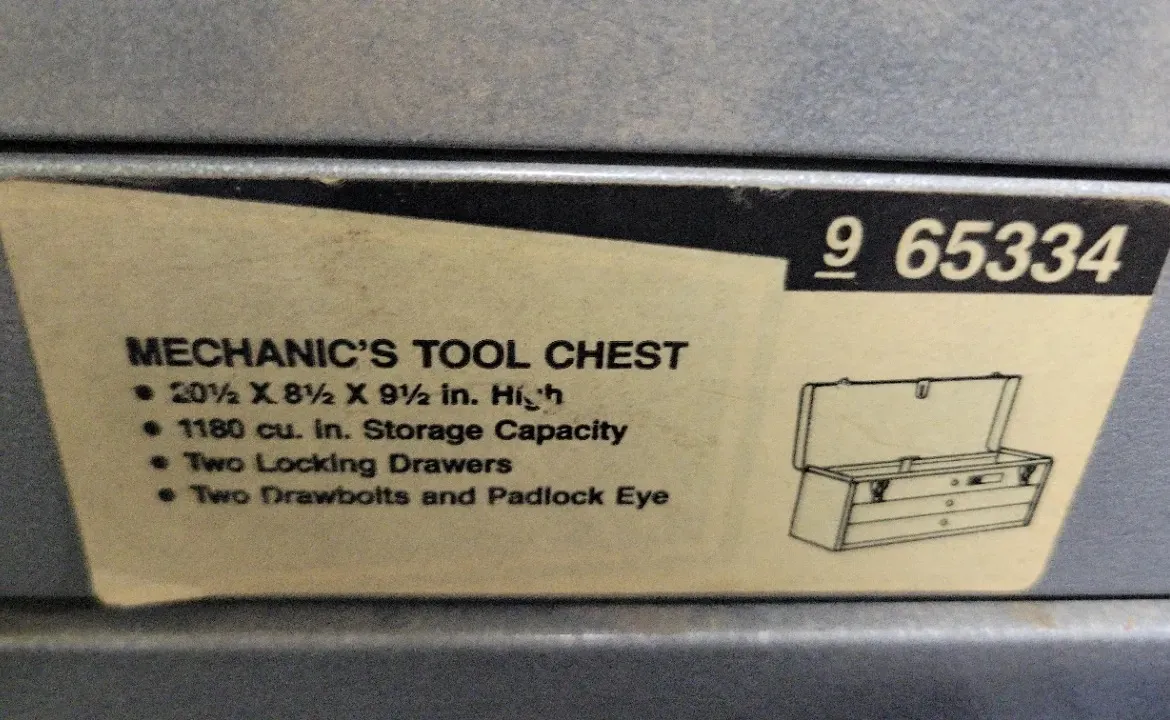 9 65334
MECHANIC'S TOOL CHEST
• 20½ X 8½ X 9½ in. High
• 1180 cu. in. Storage Capacity
• Two Locking Drawers
• Two Drawbolts and Padlock Eye